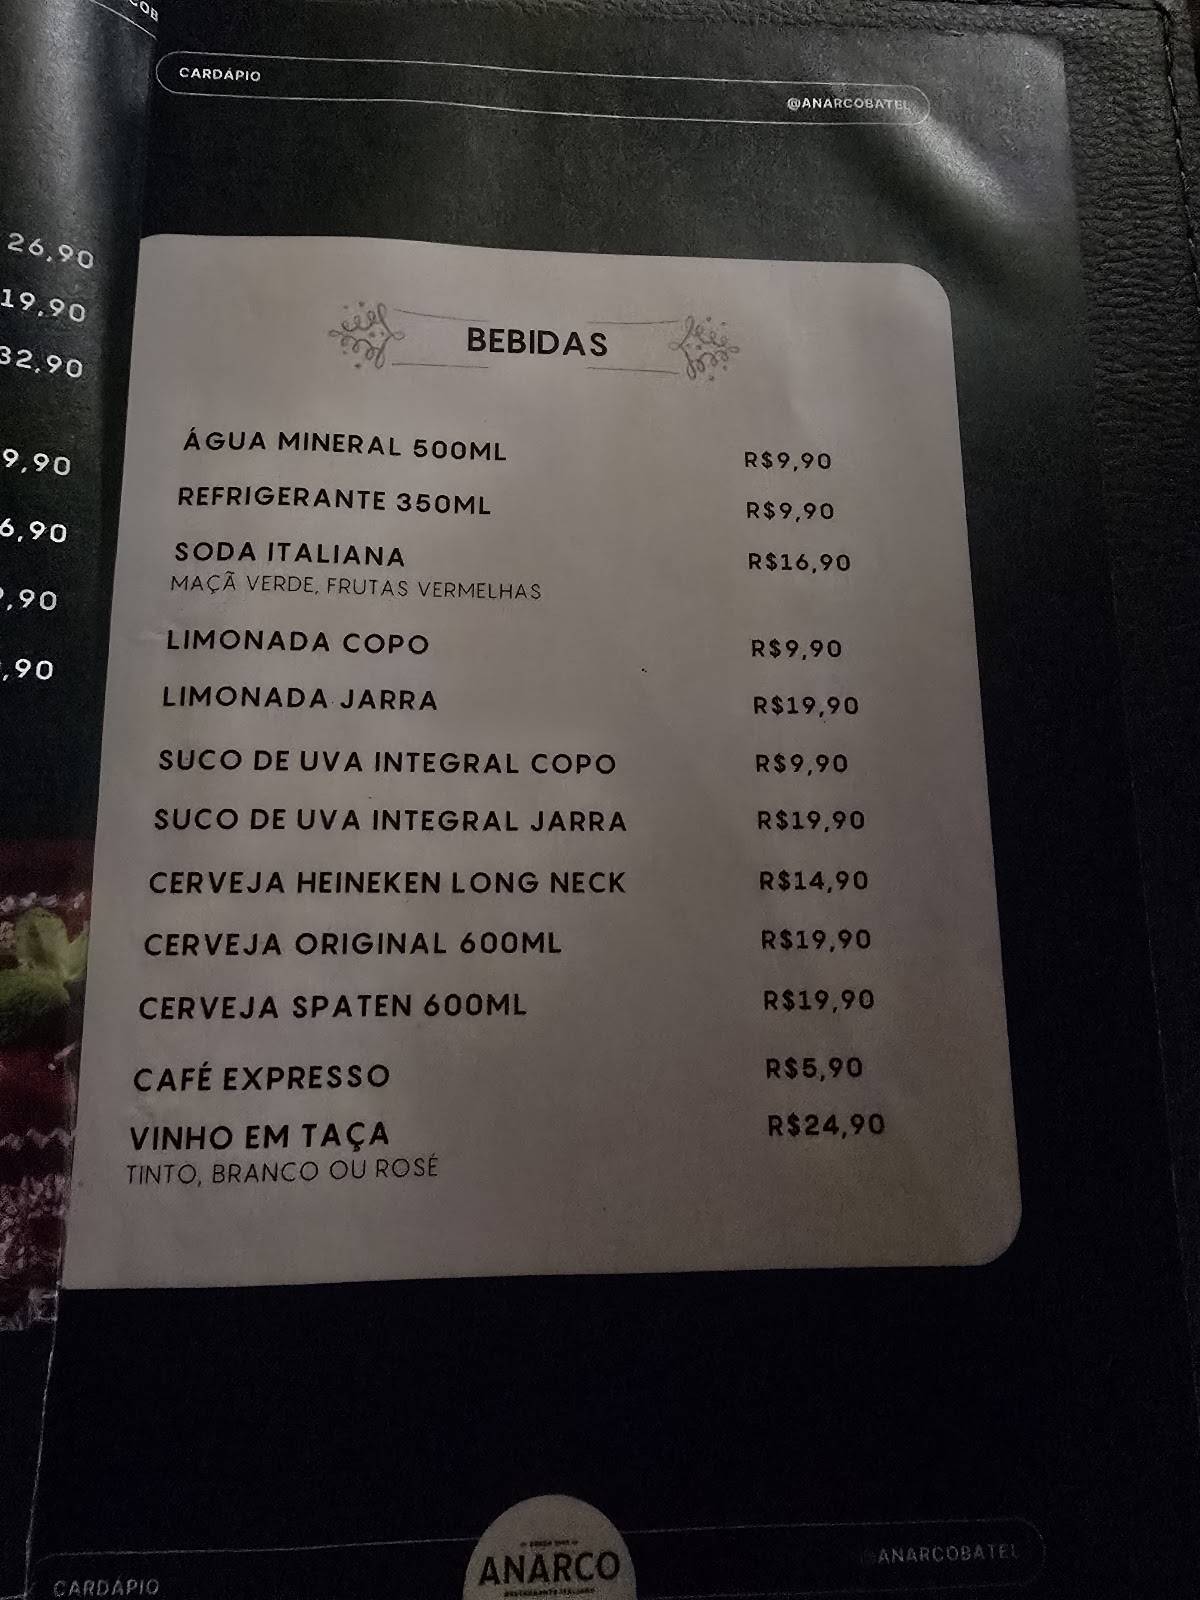 CARDÁPIO
@ANARCOBATEL
26,90
19,90
32,90
9,90
6,90
,90
,90
BEBIDAS
ÁGUA MINERAL 500ML R$9,90
REFRIGERANTE 350ML R$9,90
SODA ITALIANA R$16,90
MAÇÃ VERDE, FRUTAS VERMELHAS
LIMONADA COPO R$9,90
LIMONADA JARRA R$19,90
SUCO DE UVA INTEGRAL COPO R$9,90
SUCO DE UVA INTEGRAL JARRA R$19,90
CERVEJA HEINEKEN LONG NECK R$14,90
CERVEJA ORIGINAL 600ML R$19,90
CERVEJA SPATEN 600ML R$19,90
CAFÉ EXPRESSO R$5,90
VINHO EM TAÇA R$24,90
TINTO, BRANCO OU ROSÉ
ANARCO
@ANARCOBATEL
CARDÁPIO